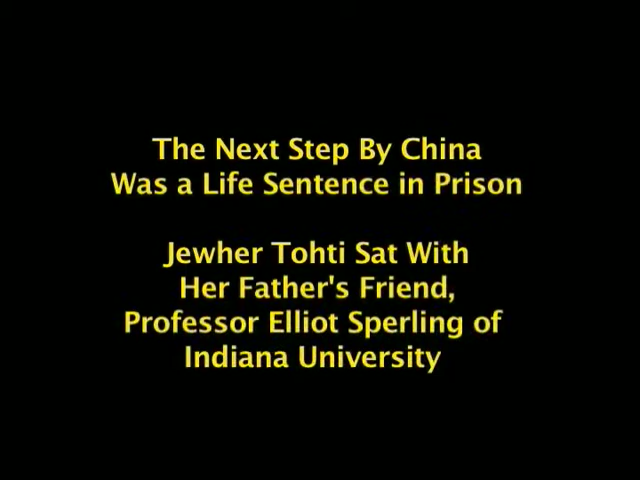 The Next Step By China
Was a Life Sentence in Prison
Jewher Tohti Sat With
Her Father's Friend,
Professor Elliot Sperling of
Indiana University